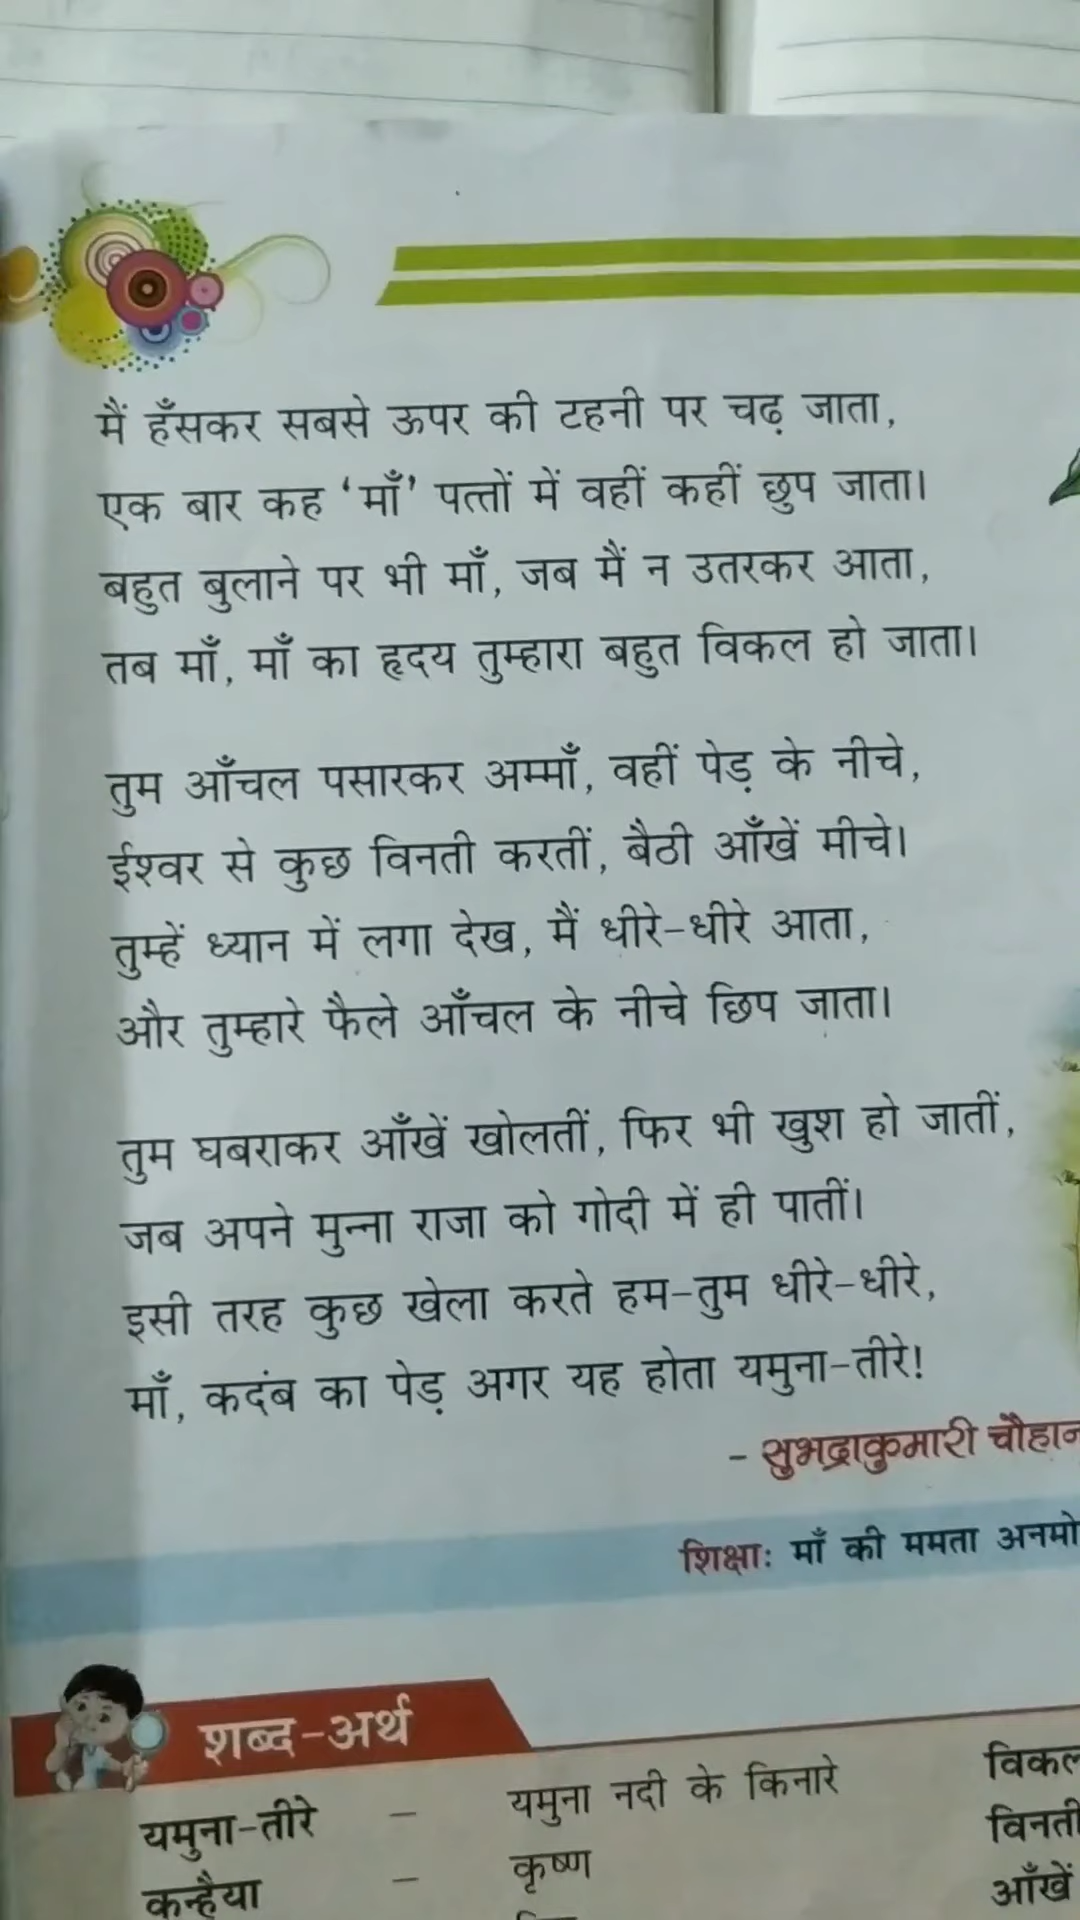 मैं हँसकर सबसे ऊपर की टहनी पर चढ़ जाता,
एक बार कह ‘माँ’ पत्तों में वहीं कहीं छुप जाता।
बहुत बुलाने पर भी माँ, जब मैं न उतरकर आता,
तब माँ, माँ का हृदय तुम्हारा बहुत विकल हो जाता।
तुम आँचल पसारकर अम्माँ, वहीं पेड़ के नीचे,
ईश्वर से कुछ विनती करतीं, बैठी आँखें मीचे।
तुम्हें ध्यान में लगा देख, मैं धीरे-धीरे आता,
और तुम्हारे फैले आँचल के नीचे छिप जाता।
तुम घबराकर आँखें खोलतीं, फिर भी खुश हो जातीं,
जब अपने मुन्ना राजा को गोदी में ही पातीं।
इसी तरह कुछ खेला करते हम-तुम धीरे-धीरे,
माँ, कदंब का पेड़ अगर यह होता यमुना-तीरे!
- सुभद्राकुमारी चौहान
शिक्षा: माँ की ममता
शब्द-अर्थ
यमुना-तीरे – यमुना नदी के किनारे विकल
कन्हैया – कृष्ण विनती
आँखें